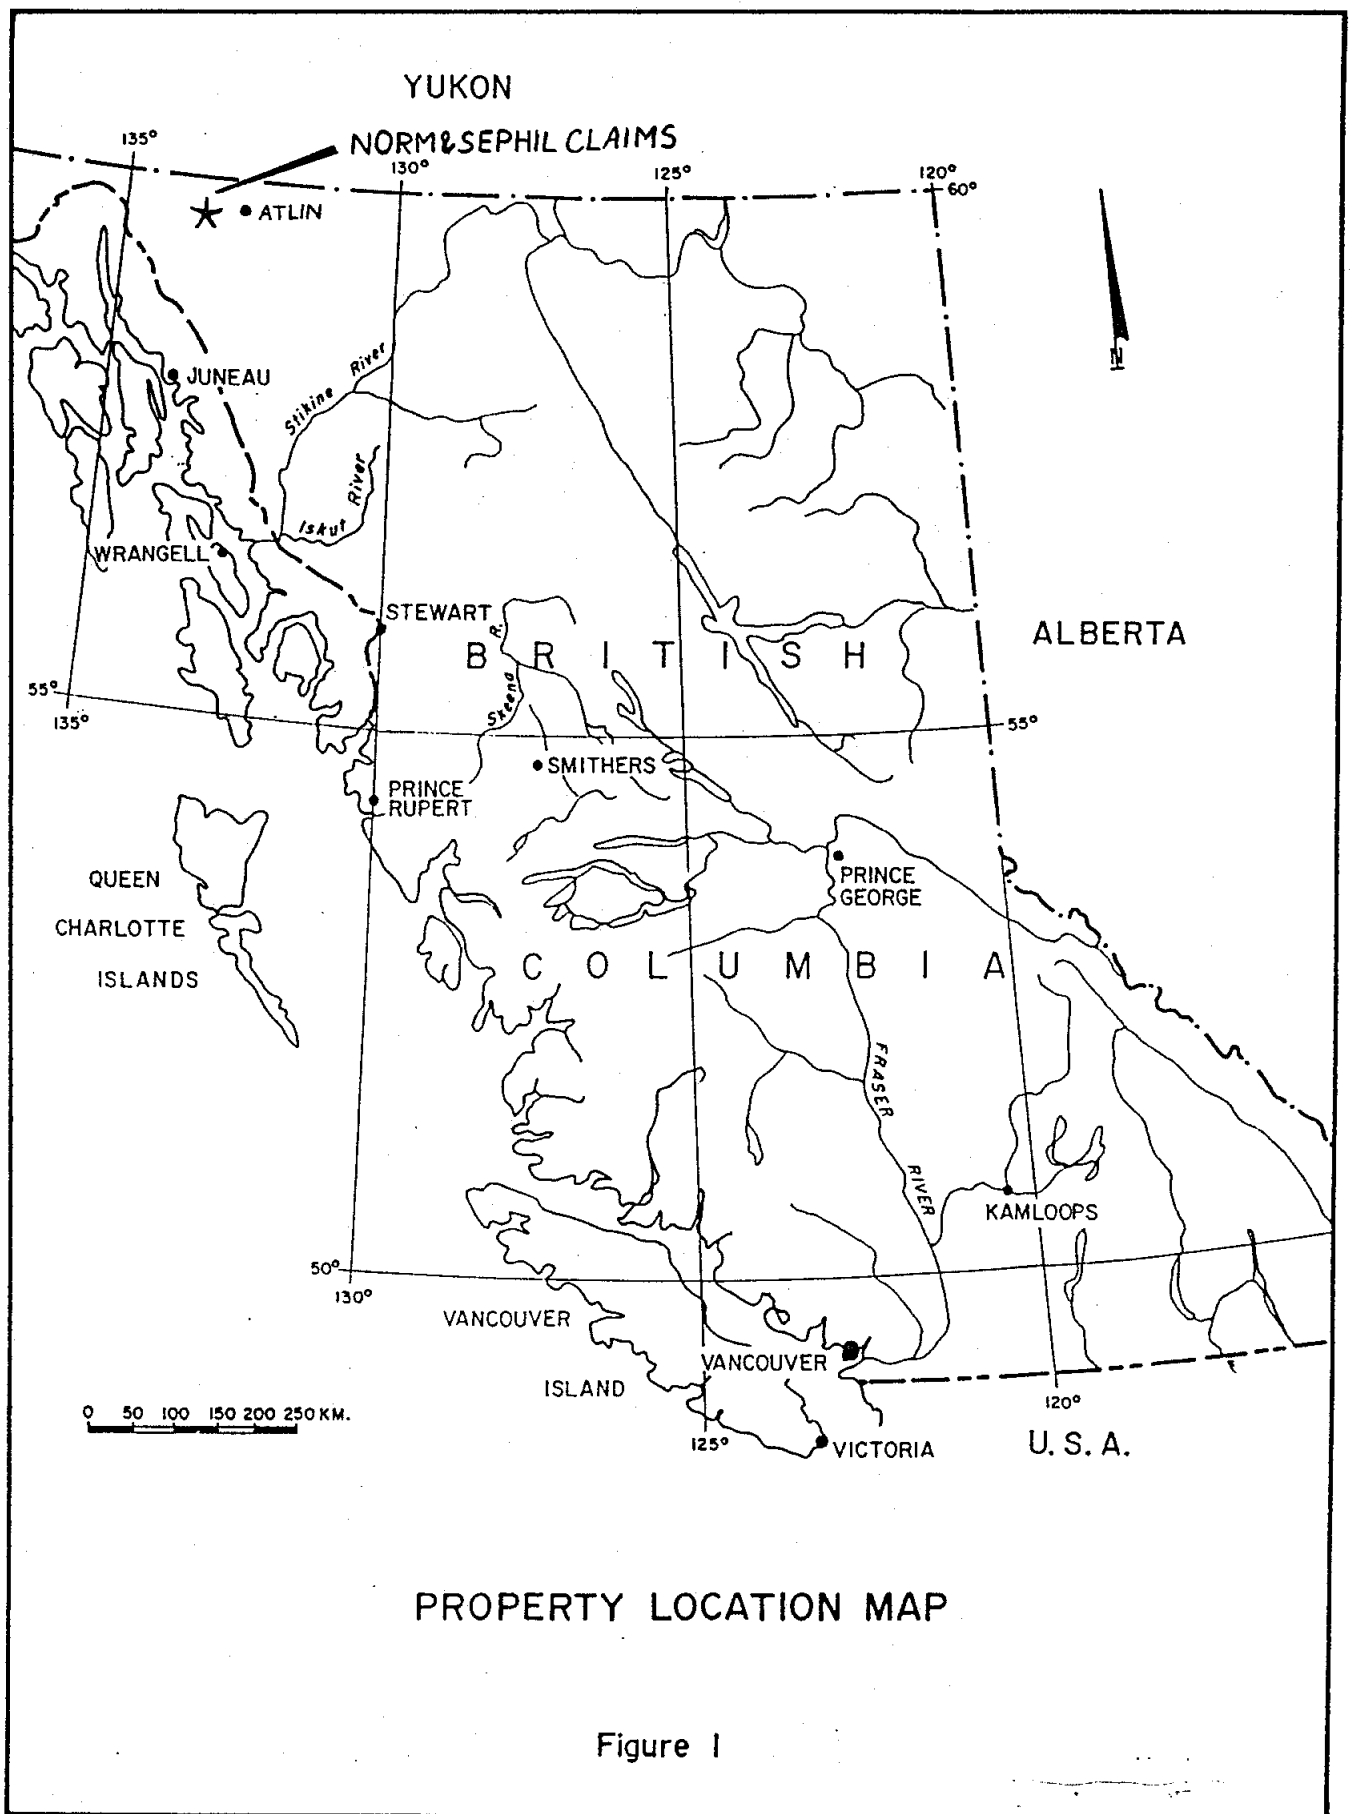 YUKON
NORM&SEPHIL CLAIMS
135°
130°
125°
120°
60°
ATLIN
N
JUNEAU
Stikine River
Iskut River
WRANGELL
STEWART
ALBERTA
BRITISH
Skeena R.
55°
135°
55°
SMITHERS
PRINCE
RUPERT
QUEEN
CHARLOTTE
ISLANDS
PRINCE
GEORGE
COLUMBIA
FRASER
RIVER
KAMLOOPS
50°
130°
VANCOUVER
ISLAND
VANCOUVER
120°
0 50 100 150 200 250 KM.
125°
VICTORIA
U. S. A.
PROPERTY LOCATION MAP
Figure 1